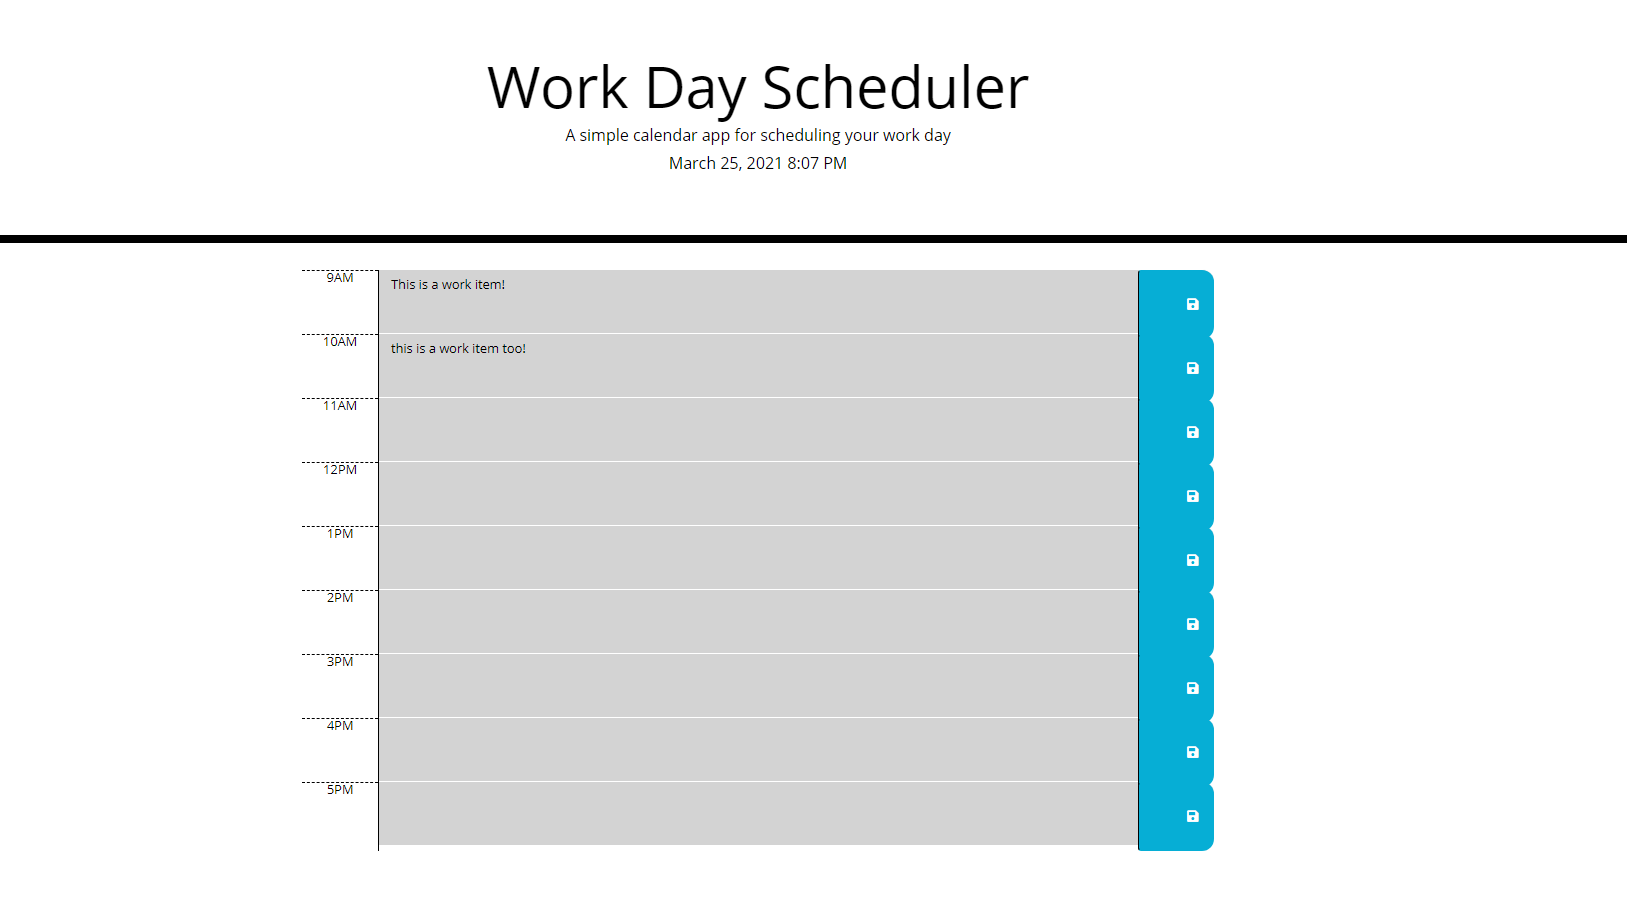 Work Day Scheduler
A simple calendar app for scheduling your work day
March 25, 2021 8:07 PM
9AM
This is a work item!
10AM
this is a work item too!
11AM
12PM
1PM
2PM
3PM
4PM
5PM